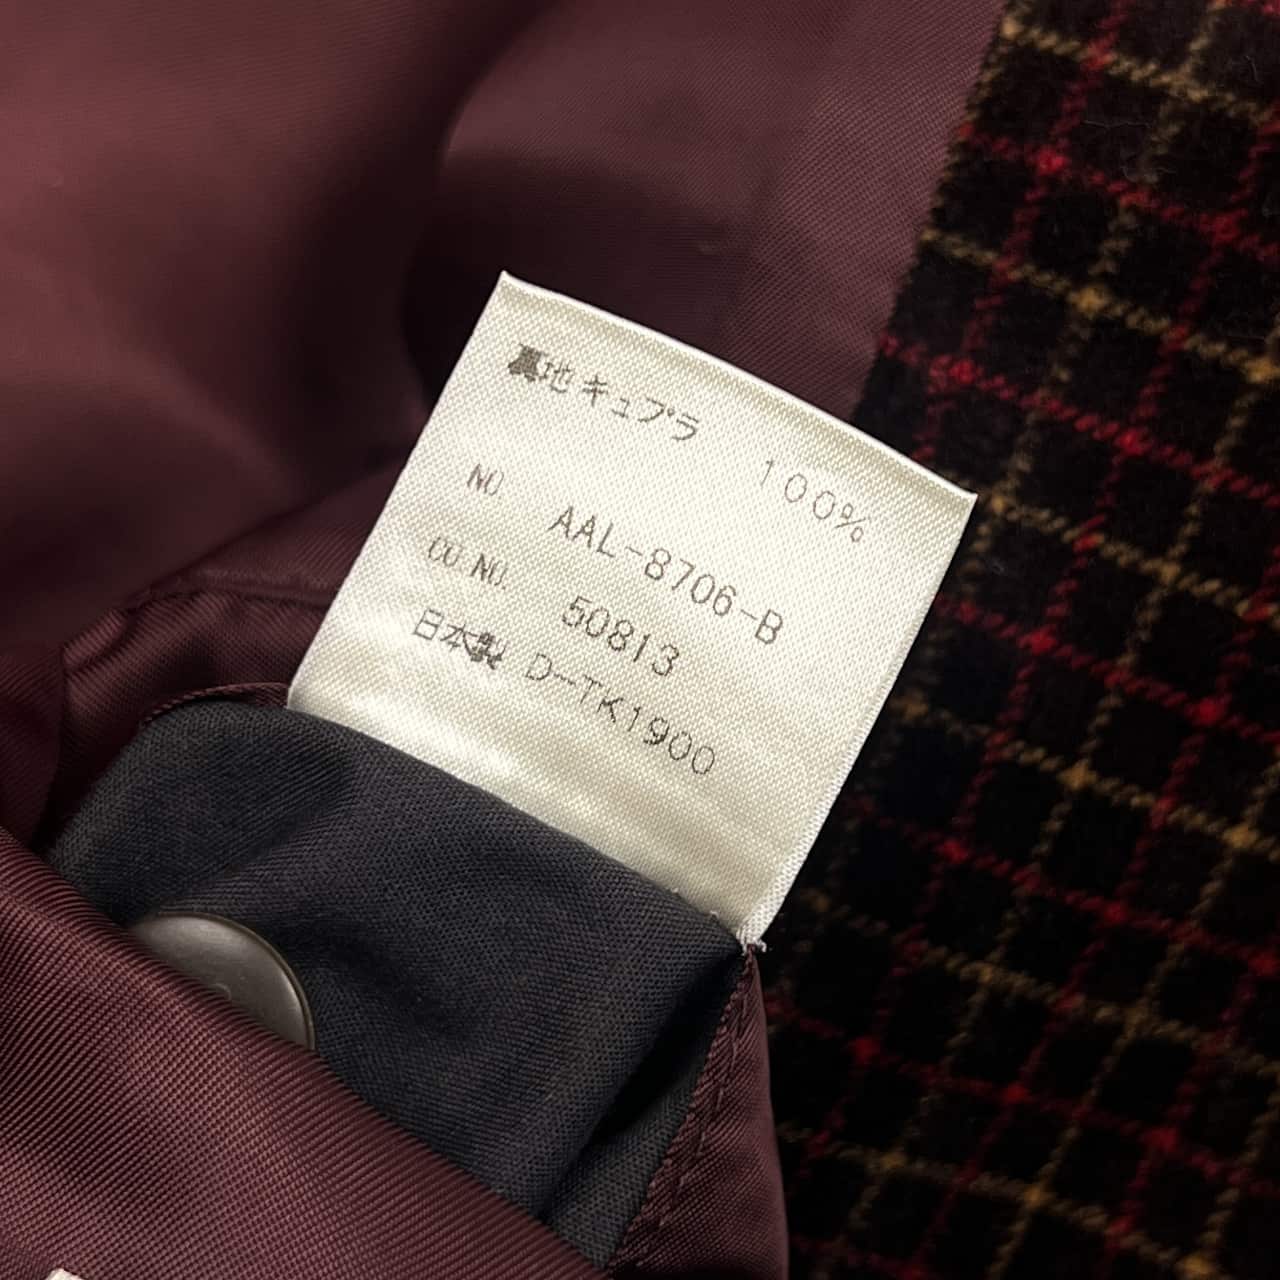 裏地キュプラ 100%
NO. AAL-8706-B
CO.NO. 50813
日本製 D-TK1900